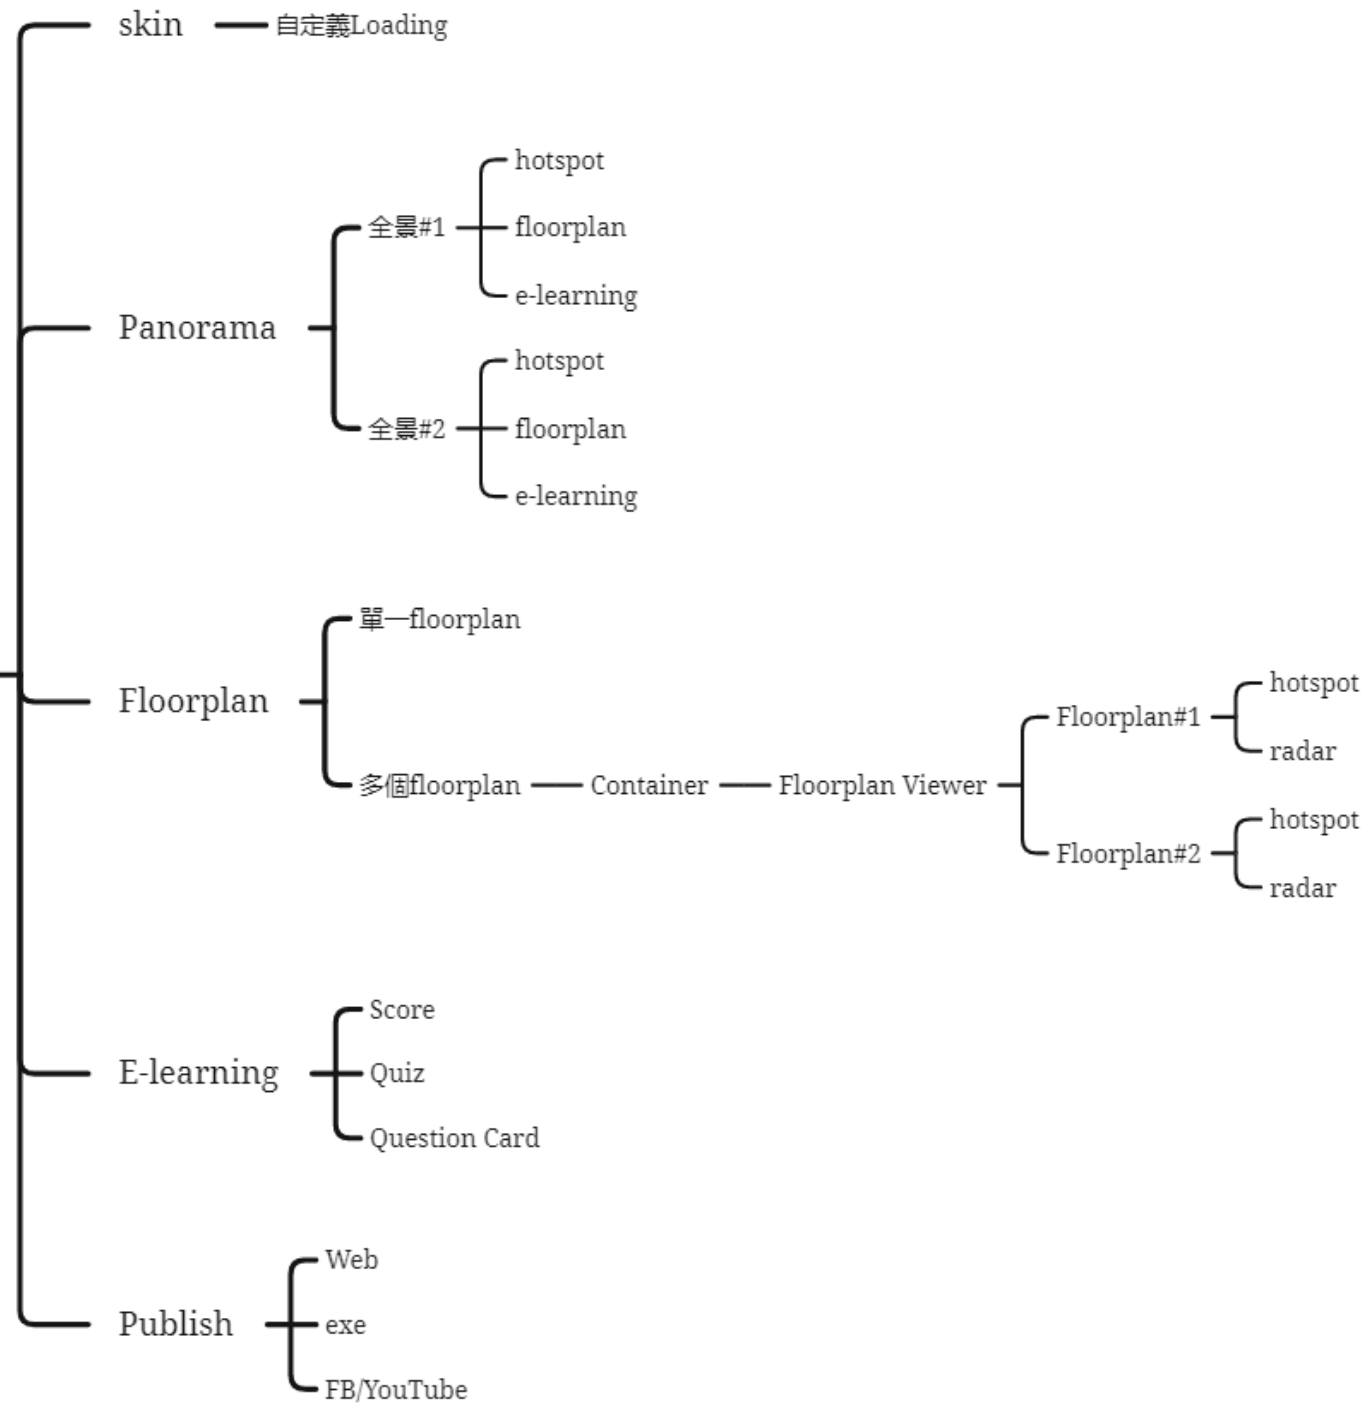 skin
自定義Loading
Panorama
全景#1
hotspot
floorplan
e-learning
全景#2
hotspot
floorplan
e-learning
Floorplan
單一floorplan
多個floorplan
Container
Floorplan Viewer
Floorplan#1
hotspot
radar
Floorplan#2
hotspot
radar
E-learning
Score
Quiz
Question Card
Publish
Web
exe
FB/YouTube